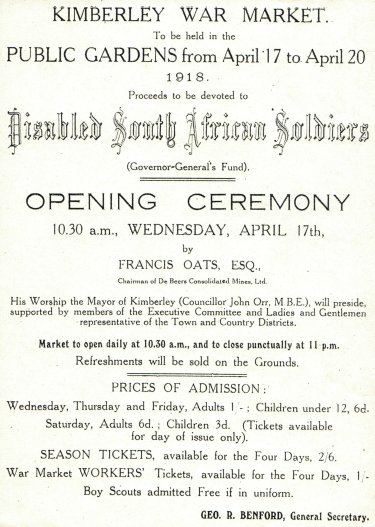 KIMBERLEY WAR MARKET.
To be held in the
PUBLIC GARDENS from April 17 to April 20
1918.
Proceeds to be devoted to
Disabled South African Soldiers
(Governor-General's Fund).
OPENING CEREMONY
10.30 a.m., WEDNESDAY, APRIL 17th,
by
FRANCIS OATS, ESQ.,
Chairman of De Beers Consolidated Mines, Ltd.
His Worship the Mayor of Kimberley (Councillor John Orr, M B.E.), will preside,
supported by members of the Executive Committee and Ladies and Gentlemen
representative of the Town and Country Districts.
Market to open daily at 10.30 a.m., and to close punctually at 11 p.m.
Refreshments will be sold on the Grounds.
PRICES OF ADMISSION:
Wednesday, Thursday and Friday, Adults 1/-; Children under 12, 6d.
Saturday, Adults 6d.; Children 3d. (Tickets available
for day of issue only).
SEASON TICKETS, available for the Four Days, 2/6.
War Market WORKERS' Tickets, available for the Four Days, 1/-
Boy Scouts admitted Free if in uniform.
GEO. R. BENFORD, General Secretary.